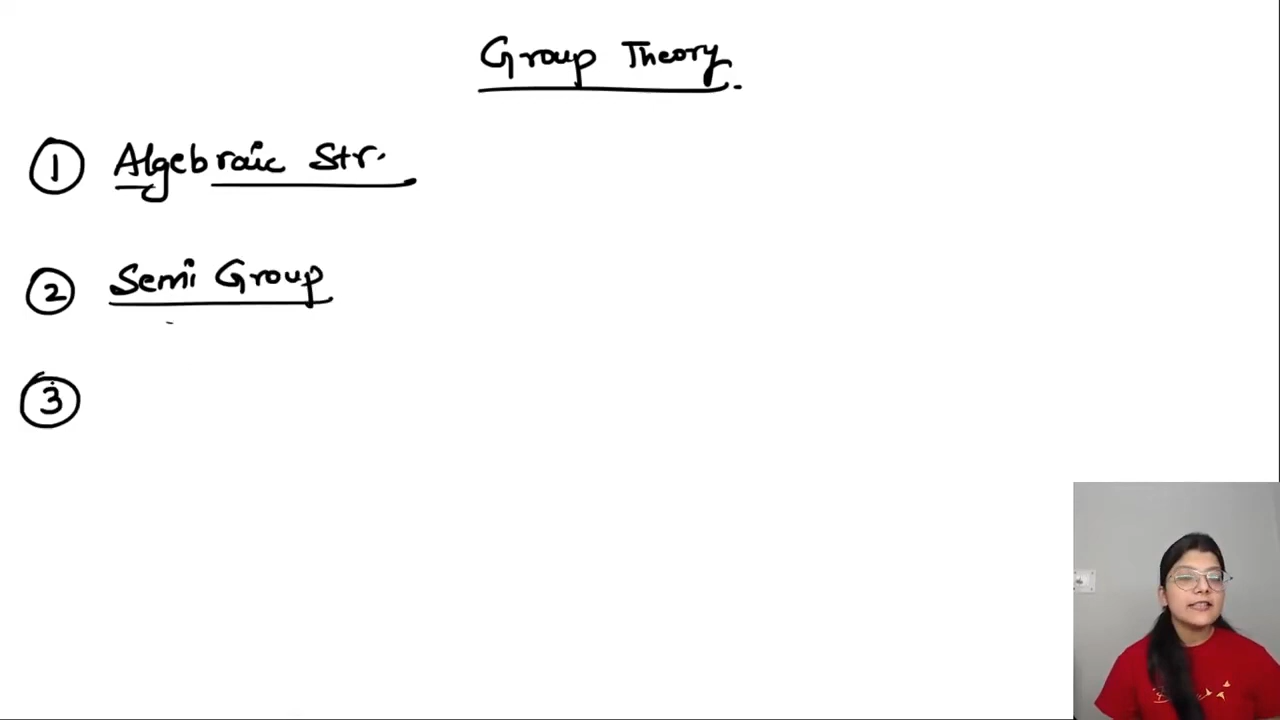 Group Theory.
① Algebraic Str.
② Semi Group
③